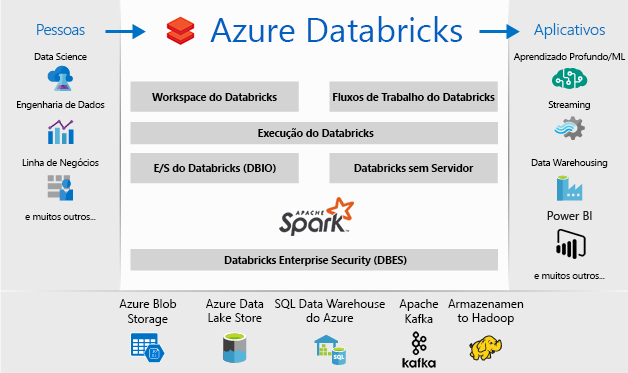 Pessoas
Azure Databricks
Aplicativos
Data Science
Engenharia de Dados
Linha de Negócios
e muitos outros...
Workspace do Databricks
Fluxos de Trabalho do Databricks
Execução do Databricks
E/S do Databricks (DBIO)
Databricks sem Servidor
APACHE
Spark
Databricks Enterprise Security (DBES)
Aprendizado Profundo/ML
Streaming
Data Warehousing
Power BI
e muitos outros...
Azure Blob
Storage
Azure Data
Lake Store
SQL Data Warehouse
do Azure
SQL
Apache
Kafka
kafka
Armazenamen
to Hadoop